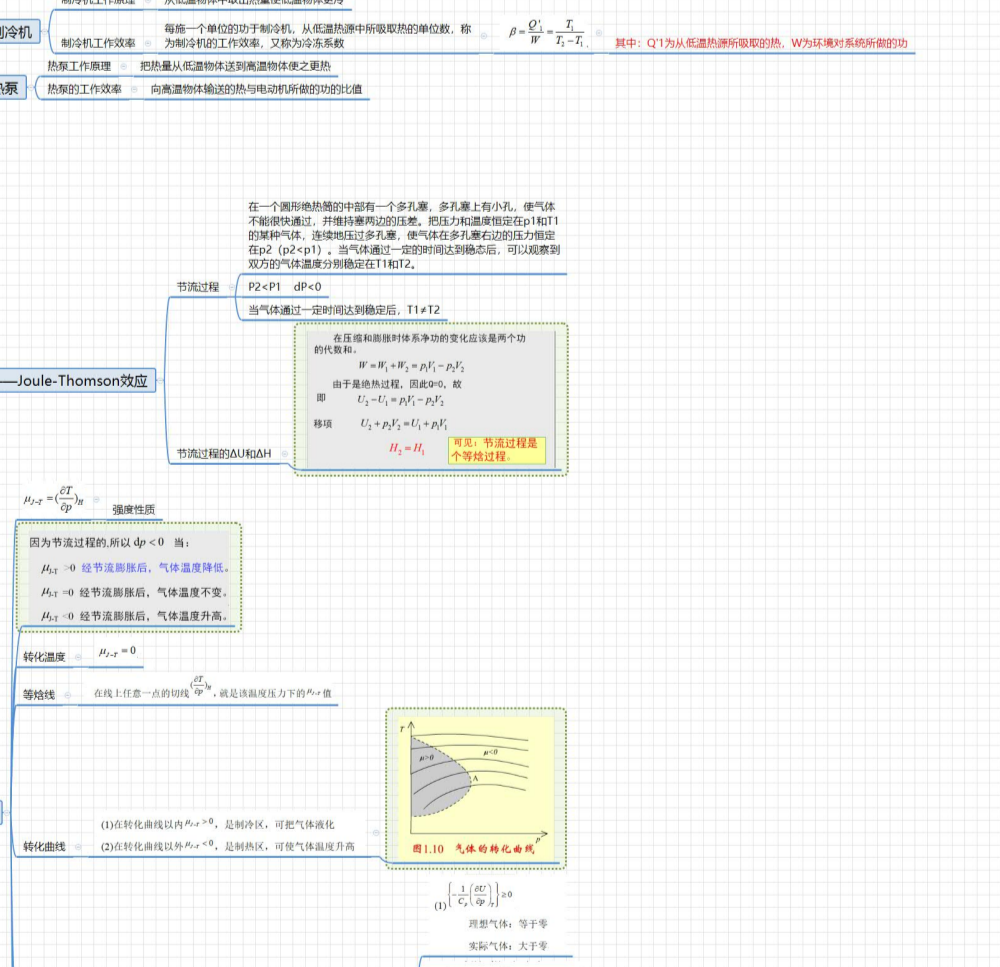 制冷机工作原理
从低温物体中取出热量使低温物体更冷
制冷机
制冷机工作效率
每施一个单位的功于制冷机，从低温热源中所吸取热的单位数，称
为制冷机的工作效率，又称为冷冻系数
β = Q'₁/W = T₁/(T₂−T₁) .
其中：Q'1为从低温热源所吸取的热，W为环境对系统所做的功
热泵
热泵工作原理
把热量从低温物体送到高温物体使之更热
热泵的工作效率
向高温物体输送的热与电动机所做的功的比值
在一个圆形绝热筒的中部有一个多孔塞，多孔塞上有小孔，使气体
不能很快通过，并维持塞两边的压差。把压力和温度恒定在p1和T1
的某种气体，连续地压过多孔塞，使气体在多孔塞右边的压力恒定
在p2（p2<p1）。当气体通过一定的时间达到稳态后，可以观察到
双方的气体温度分别稳定在T1和T2。
节流过程
P2<P1 dP<0
当气体通过一定时间达到稳定后，T1≠T2
——Joule-Thomson效应
在压缩和膨胀时体系净功的变化应该是两个功
的代数和。
W = W₁ + W₂ = p₁V₁ − p₂V₂
由于是绝热过程，因此Q=0，故
即 U₂ − U₁ = p₁V₁ − p₂V₂
移项 U₂ + p₂V₂ = U₁ + p₁V₁
H₂ = H₁
可见：节流过程是
个等焓过程。
节流过程的ΔU和ΔH
μJ-T = (∂T/∂p)H
强度性质
因为节流过程的,所以 dp < 0 当：
μJ-T >0 经节流膨胀后，气体温度降低。
μJ-T =0 经节流膨胀后，气体温度不变。
μJ-T <0 经节流膨胀后，气体温度升高。
转化温度
μJ-T = 0
等焓线
在线上任意一点的切线(∂T/∂p)H，就是该温度压力下的μJ-T值
T
μ>0
μ<0
A
p
图1.10 气体的转化曲线
转化曲线
(1)在转化曲线以内μJ-T > 0，是制冷区，可把气体液化
(2)在转化曲线以外μJ-T < 0，是制热区，可使气体温度升高
(1){−1/Cp(∂U/∂p)T}≥0
理想气体：等于零
实际气体：大于零